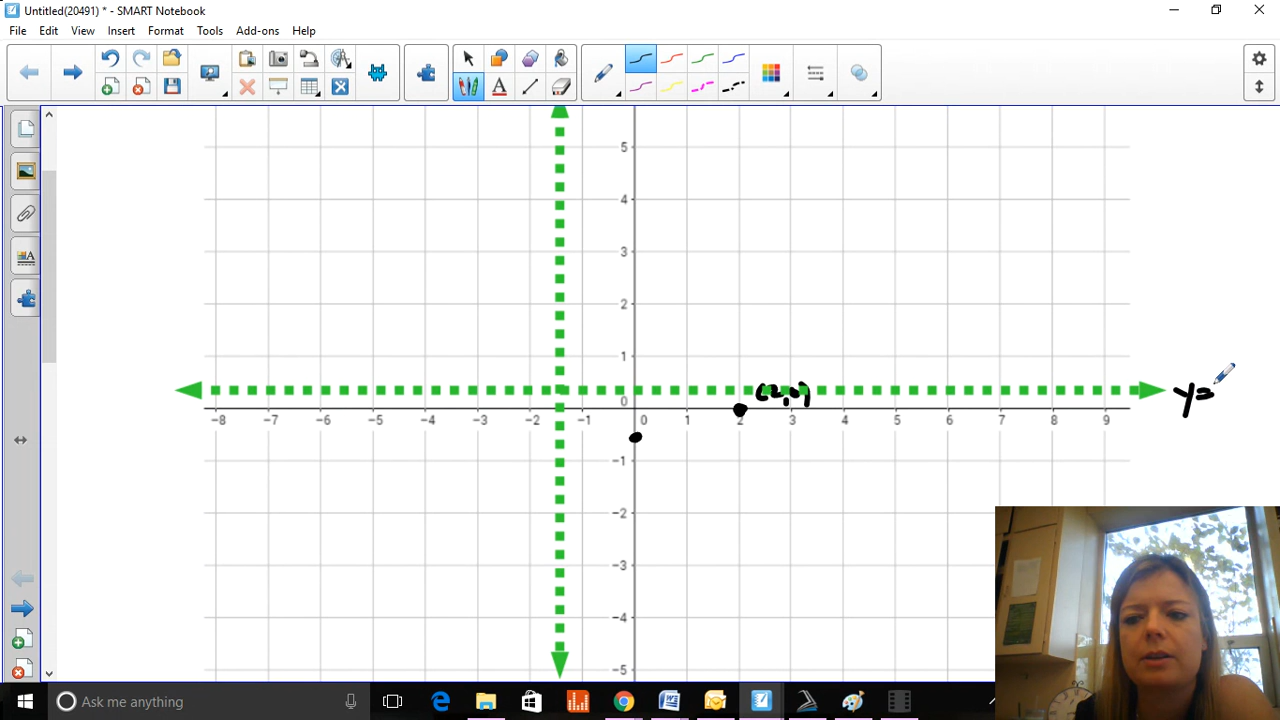 Untitled(20491) * - SMART Notebook
File Edit View Insert Format Tools Add-ons Help
A
A
5
4
3
2
1
(2,0)
y=
0
-8 -7 -6 -5 -4 -3 -2 -1 0 1 2 3 4 5 6 7 8 9
-1
-2
-3
-4
-5
Ask me anything